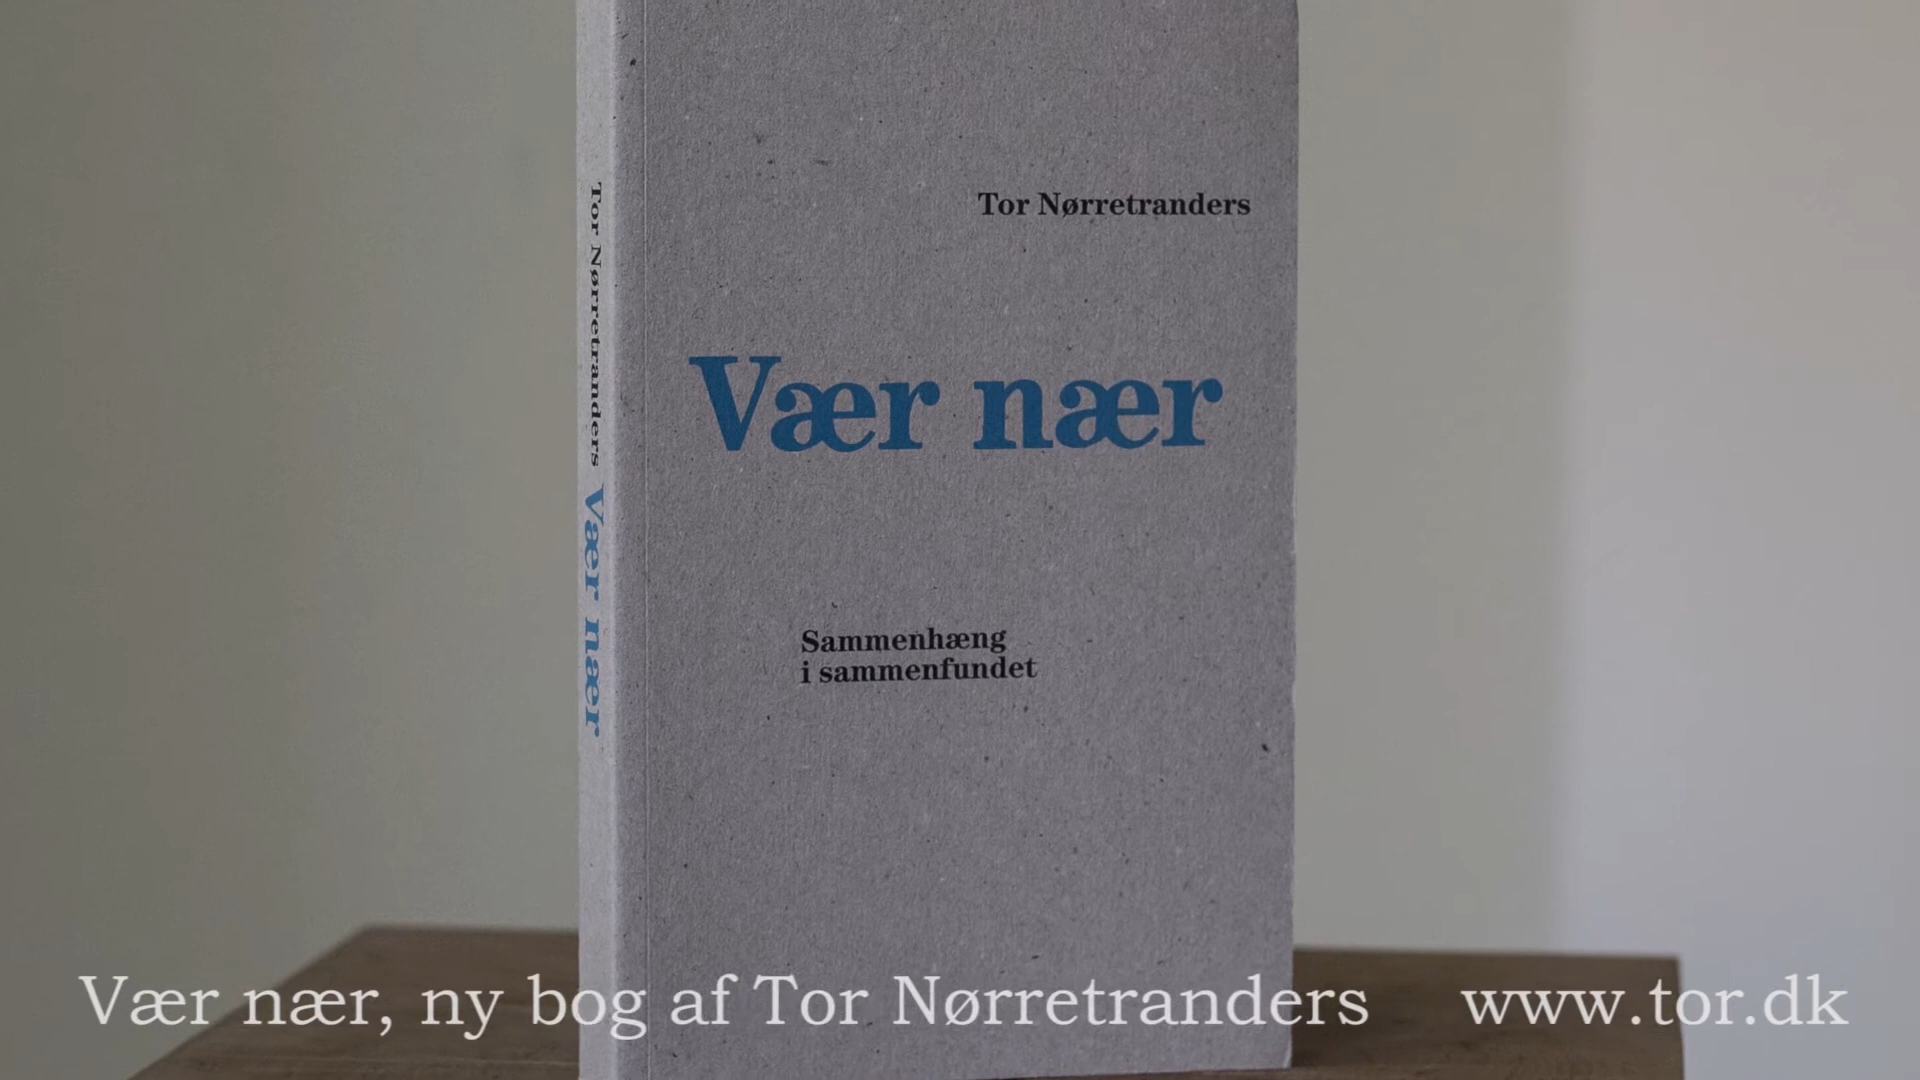 Tor Nørretranders
Vær nær
Sammenhæng
i sammenfundet
Tor Nørretranders Vær nær
Vær nær, ny bog af Tor Nørretranders www.tor.dk